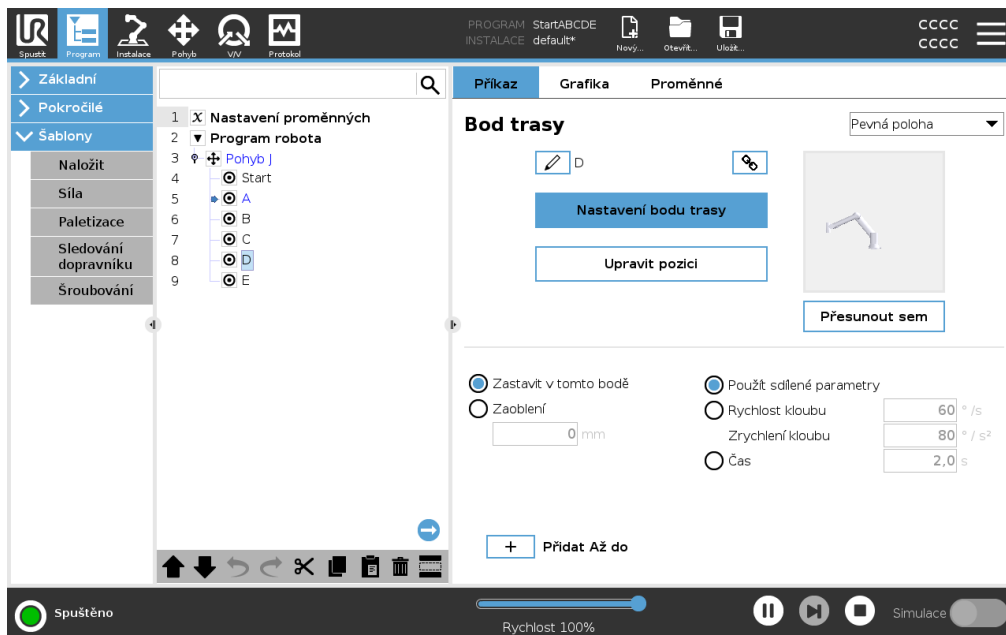 UR
Spustit
Program
Instalace
Pohyb
V/V
Protokol
PROGRAM StartABCDE
INSTALACE default*
Nový...
Otevřít...
Uložit...
CCCC
CCCC
Základní
Pokročilé
Šablony
Naložit
Síla
Paletizace
Sledování
dopravníku
Šroubování
1 X Nastavení proměnných
2 Program robota
3 Pohyb J
4 Start
5 A
6 B
7 C
8 D
9 E
Příkaz Grafika Proměnné
Bod trasy
Pevná poloha
D
Nastavení bodu trasy
Upravit pozici
Přesunout sem
Zastavit v tomto bodě
Zaoblení
0 mm
Použít sdílené parametry
Rychlost kloubu 60 ° /s
Zrychlení kloubu 80 ° / s²
Čas 2,0 s
+ Přidat Až do
Spuštěno
Rychlost 100%
Simulace